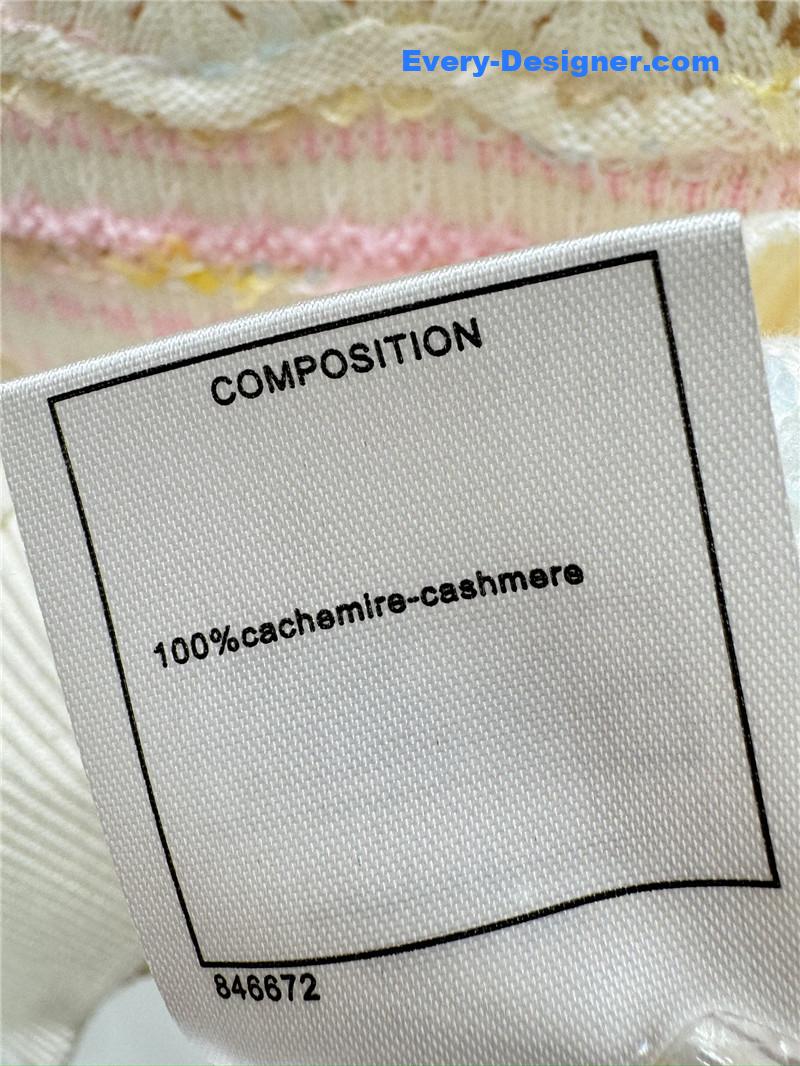 Every-Designer.com
COMPOSITION
100%cachemire-cashmere
846672